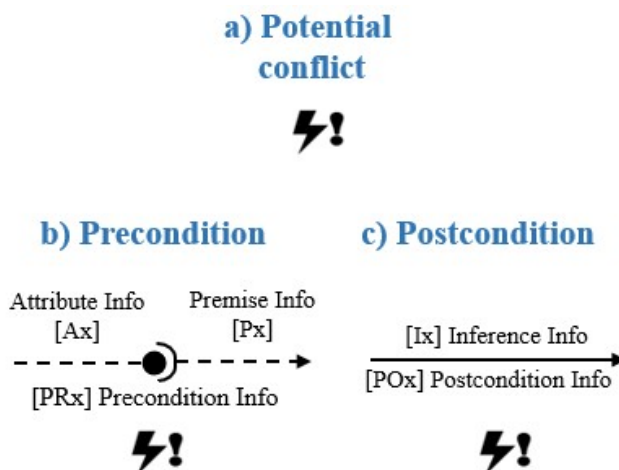 a) Potential
conflict
b) Precondition
c) Postcondition
Attribute Info
[Ax]
Premise Info
[Px]
[PRx] Precondition Info
[Ix] Inference Info
[POx] Postcondition Info